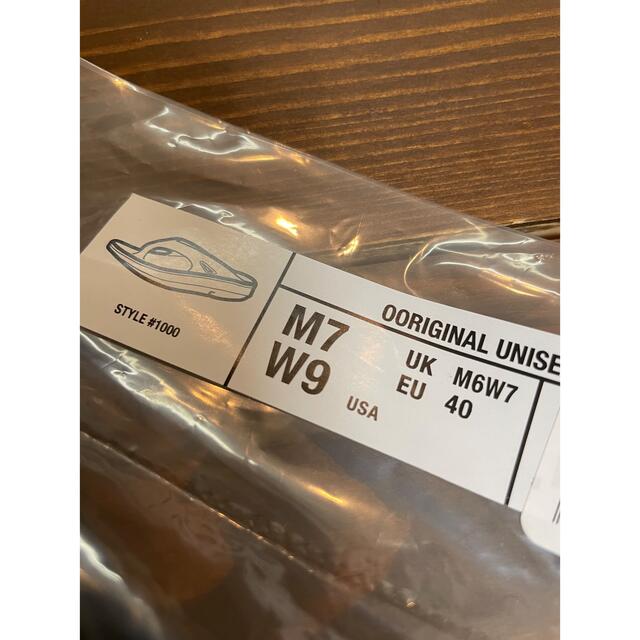 STYLE #1000
OORIGINAL UNISE
M7
W9
USA
UK M6W7
EU 40